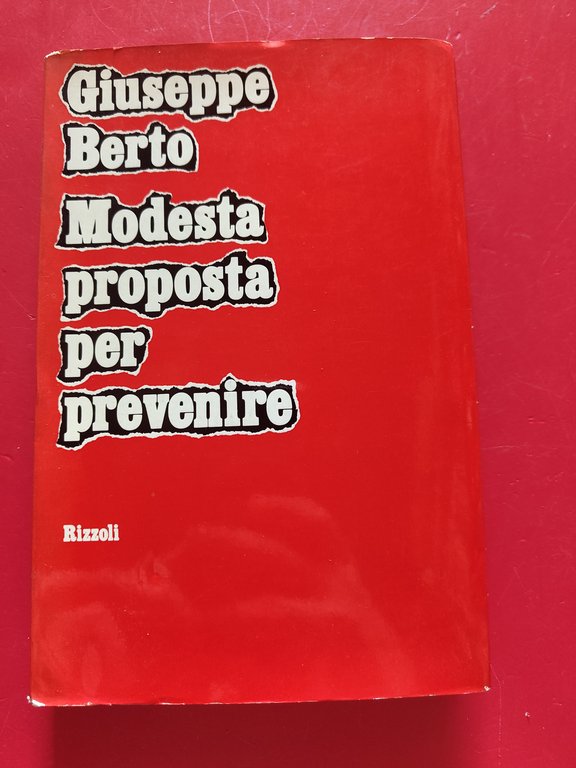 Giuseppe
Berto
Modesta
proposta
per
prevenire
Rizzoli